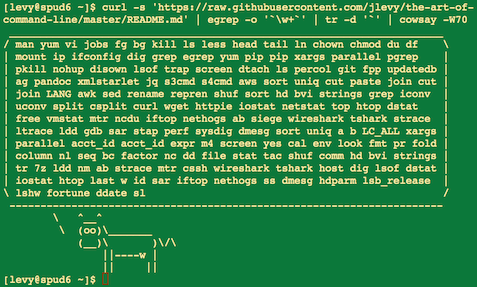 [levy@spud6 ~]$ curl -s 'https://raw.githubusercontent.com/jlevy/the-art-of-
command-line/master/README.md' | egrep -o '`\w+`' | tr -d '`' | cowsay -W70
/ man yum vi jobs fg bg kill ls less head tail ln chown chmod du df \
| mount ip ifconfig dig grep egrep yum pip pip xargs parallel pgrep |
| pkill nohup disown lsof trap screen dtach ls percol git fpp updatedb |
| ag pandoc xmlstarlet jq s3cmd s4cmd aws sort uniq cut paste join cut |
| join LANG awk sed rename repren shuf sort hd bvi strings grep iconv |
| uconv split csplit curl wget httpie iostat netstat top htop dstat |
| free vmstat mtr ncdu iftop nethogs ab siege wireshark tshark strace |
| ltrace ldd gdb sar stap perf sysdig dmesg sort uniq a b LC_ALL xargs |
| parallel acct_id acct_id expr m4 screen yes cal env look fmt pr fold |
| column nl seq bc factor nc dd file stat tac shuf comm hd bvi strings |
| tr 7z ldd nm ab strace mtr cssh wireshark tshark host dig lsof dstat |
| iostat htop last w id sar iftop nethogs ss dmesg hdparm lsb_release |
\ lshw fortune ddate sl /
\ ^__^
\ (oo)\_______
(__)\ )\/\
||----w |
|| ||
[levy@spud6 ~]$